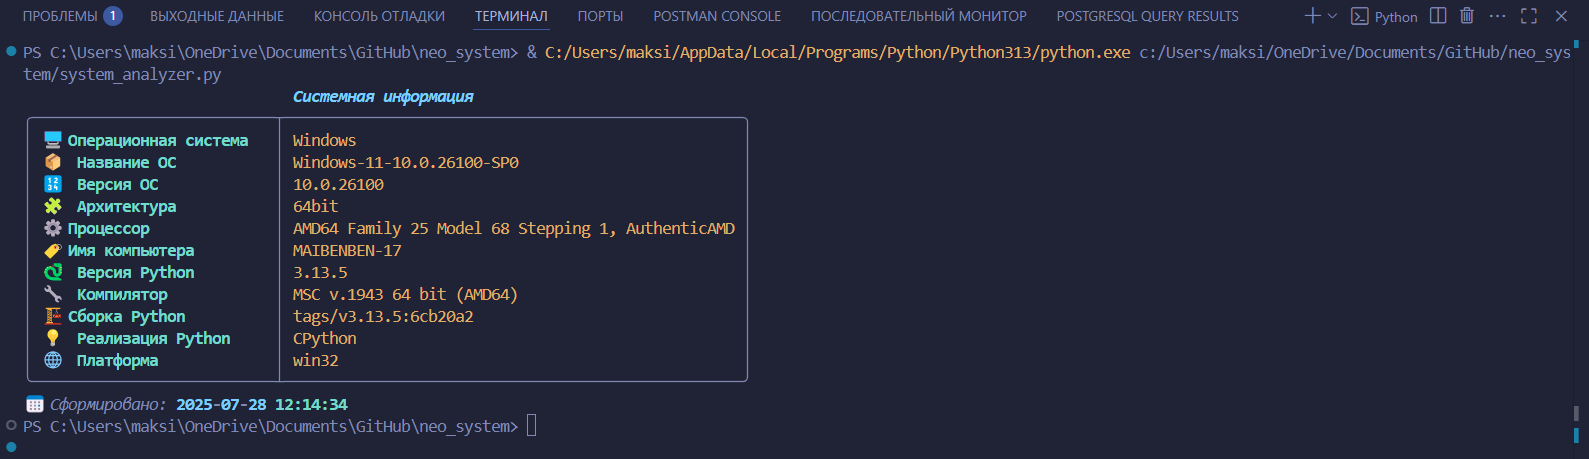 ПРОБЛЕМЫ 1 ВЫХОДНЫЕ ДАННЫЕ КОНСОЛЬ ОТЛАДКИ ТЕРМИНАЛ ПОРТЫ POSTMAN CONSOLE ПОСЛЕДОВАТЕЛЬНЫЙ МОНИТОР POSTGRESQL QUERY RESULTS Python
PS C:\Users\maksi\OneDrive\Documents\GitHub\neo_system> & C:/Users/maksi/AppData/Local/Programs/Python/Python313/python.exe c:/Users/maksi/OneDrive/Documents/GitHub/neo_sys
tem/system_analyzer.py
Системная информация
Операционная система Windows
Название ОС Windows-11-10.0.26100-SP0
Версия ОС 10.0.26100
Архитектура 64bit
Процессор AMD64 Family 25 Model 68 Stepping 1, AuthenticAMD
Имя компьютера MAIBENBEN-17
Версия Python 3.13.5
Компилятор MSC v.1943 64 bit (AMD64)
Сборка Python tags/v3.13.5:6cb20a2
Реализация Python CPython
Платформа win32
Сформировано: 2025-07-28 12:14:34
PS C:\Users\maksi\OneDrive\Documents\GitHub\neo_system>